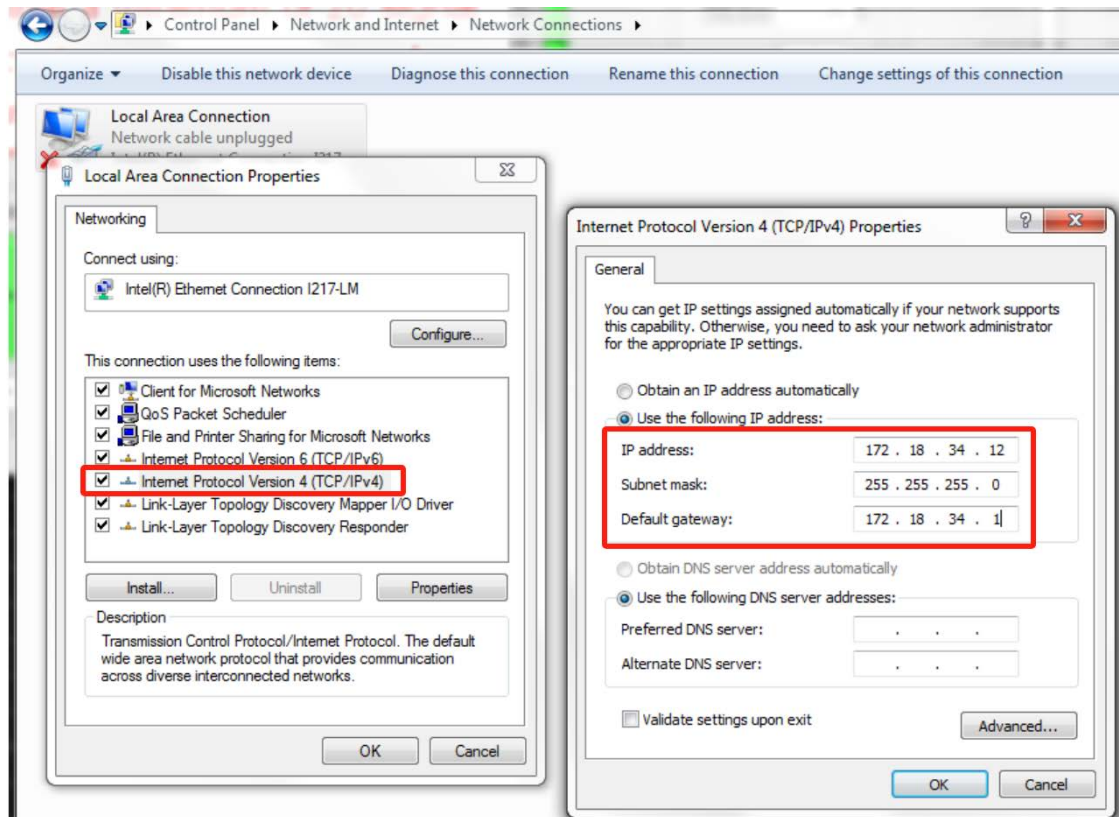 Control Panel Network and Internet Network Connections
Organize Disable this network device Diagnose this connection Rename this connection Change settings of this connection
Local Area Connection
Network cable unplugged
Local Area Connection Properties
Networking
Connect using:
Intel(R) Ethernet Connection I217-LM
Configure...
This connection uses the following items:
Client for Microsoft Networks
QoS Packet Scheduler
File and Printer Sharing for Microsoft Networks
Internet Protocol Version 6 (TCP/IPv6)
Internet Protocol Version 4 (TCP/IPv4)
Link-Layer Topology Discovery Mapper I/O Driver
Link-Layer Topology Discovery Responder
Install... Uninstall Properties
Description
Transmission Control Protocol/Internet Protocol. The default
wide area network protocol that provides communication
across diverse interconnected networks.
OK Cancel
Internet Protocol Version 4 (TCP/IPv4) Properties
General
You can get IP settings assigned automatically if your network supports
this capability. Otherwise, you need to ask your network administrator
for the appropriate IP settings.
Obtain an IP address automatically
Use the following IP address:
IP address: 172 . 18 . 34 . 12
Subnet mask: 255 . 255 . 255 . 0
Default gateway: 172 . 18 . 34 . 1
Obtain DNS server address automatically
Use the following DNS server addresses:
Preferred DNS server: . . .
Alternate DNS server: . . .
Validate settings upon exit
Advanced...
OK Cancel